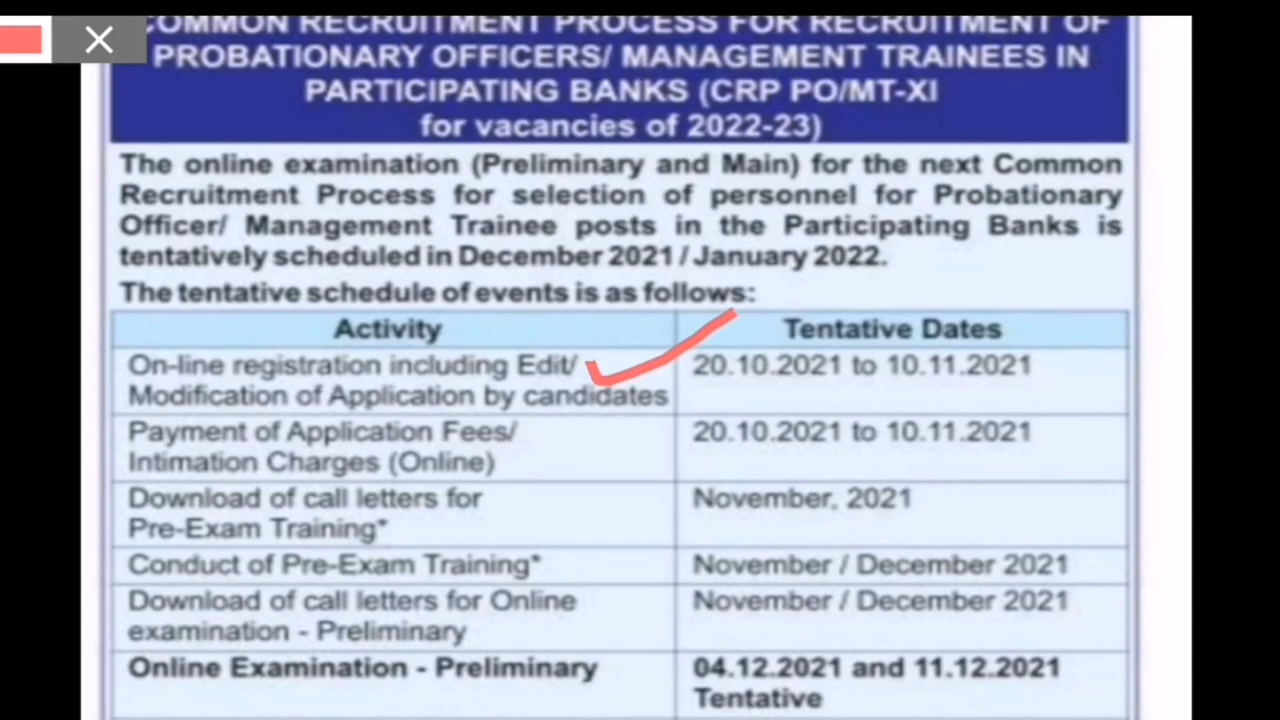 COMMON RECRUITMENT PROCESS FOR RECRUITMENT OF
PROBATIONARY OFFICERS/ MANAGEMENT TRAINEES IN
PARTICIPATING BANKS (CRP PO/MT-XI
for vacancies of 2022-23)
The online examination (Preliminary and Main) for the next Common
Recruitment Process for selection of personnel for Probationary
Officer/ Management Trainee posts in the Participating Banks is
tentatively scheduled in December 2021 / January 2022.
The tentative schedule of events is as follows:
Activity Tentative Dates
On-line registration including Edit/ 20.10.2021 to 10.11.2021
Modification of Application by candidates
Payment of Application Fees/ 20.10.2021 to 10.11.2021
Intimation Charges (Online)
Download of call letters for November, 2021
Pre-Exam Training*
Conduct of Pre-Exam Training* November / December 2021
Download of call letters for Online November / December 2021
examination - Preliminary
Online Examination - Preliminary 04.12.2021 and 11.12.2021
Tentative